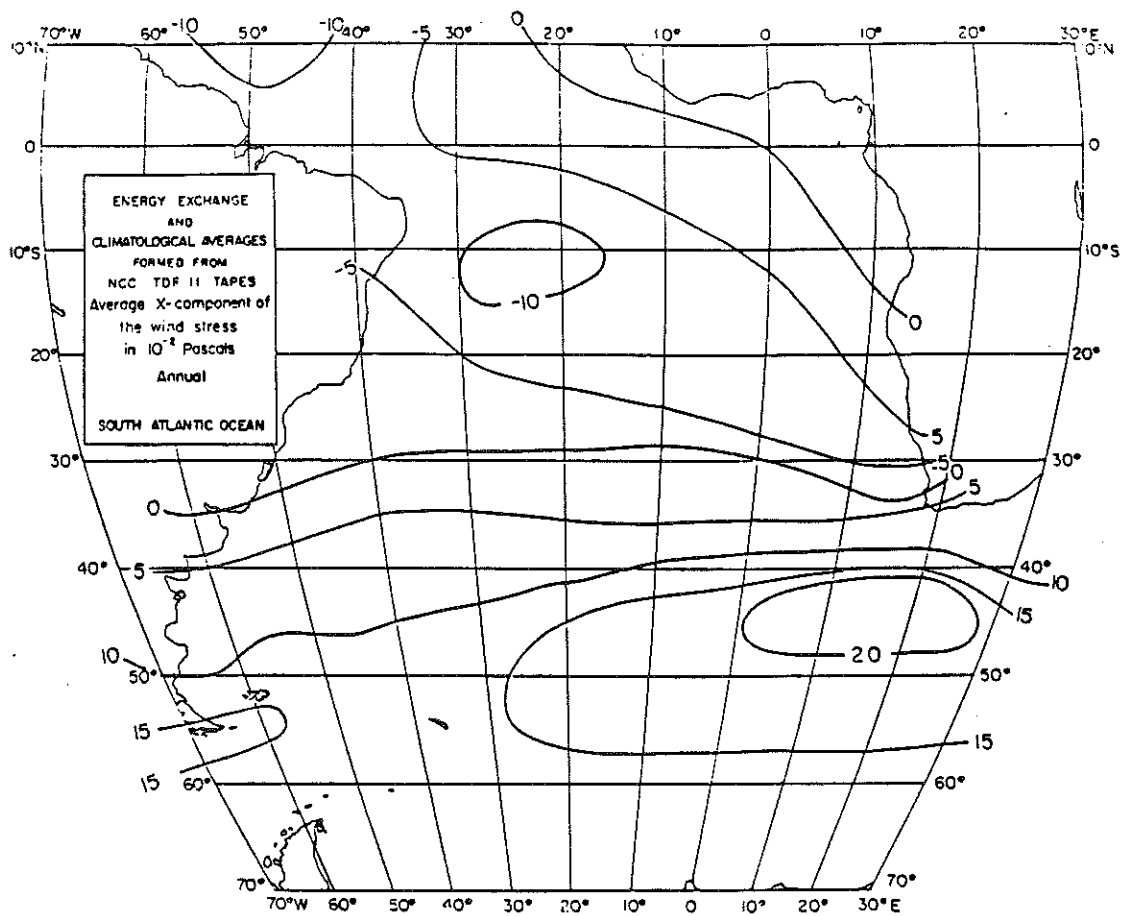 -10 -10 0
70°W 60° 50° 40° -5 30° 20° 10° 0 10° 20° 30°E
10°N 10°N
0 0
ENERGY EXCHANGE
AND
CLIMATOLOGICAL AVERAGES
FORMED FROM
NCC TDF 11 TAPES
Average X-component of
the wind stress
in 10⁻² Pascals
Annual
SOUTH ATLANTIC OCEAN
10°S 10°S
-5 -10 0
20° 20°
5
30° -5 0 5 30°
0
5 40° 40° 10
15
10 50° 20 50°
15 15
15 60° 60°
70° 70°
70°W 60° 50° 40° 30° 20° 10° 0 10° 20° 30°E